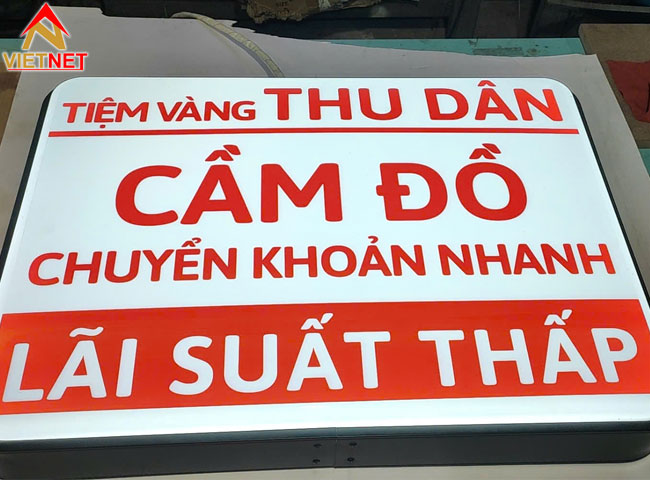 VIETNET
TIỆM VÀNG THU DÂN
CẦM ĐỒ
CHUYỂN KHOẢN NHANH
LÃI SUẤT THẤP